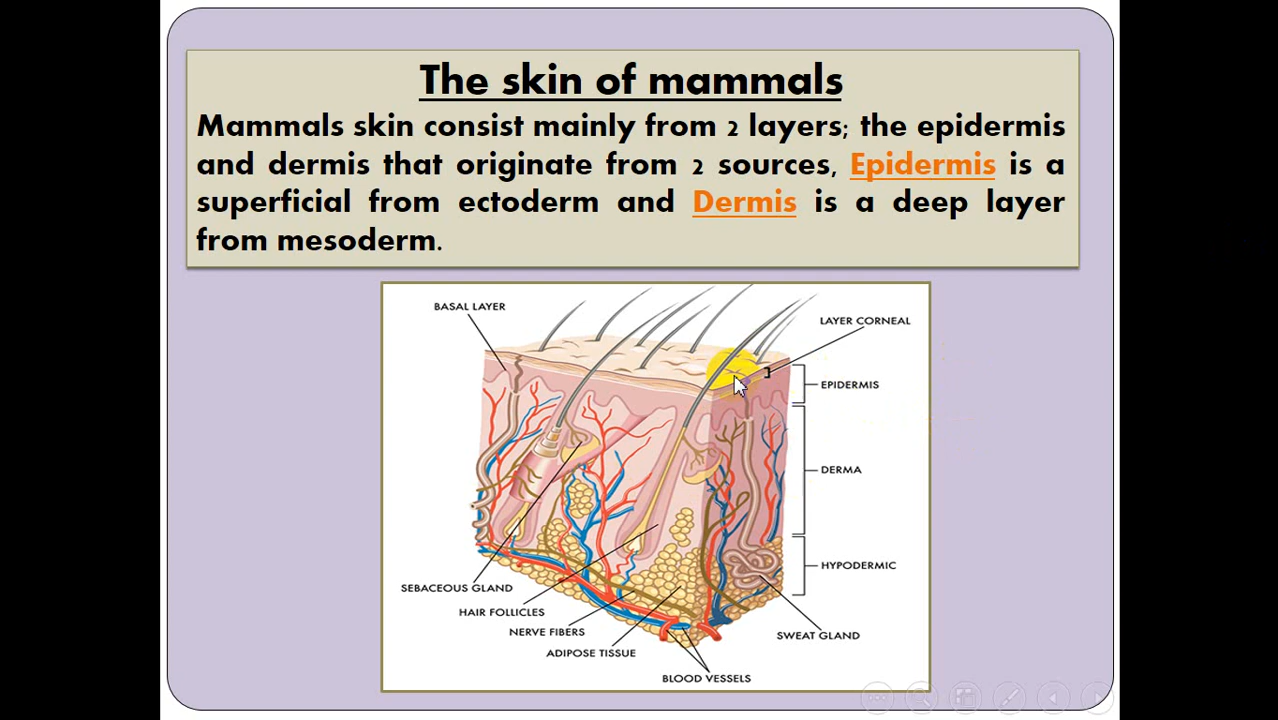 The skin of mammals
Mammals skin consist mainly from 2 layers; the epidermis
and dermis that originate from 2 sources, Epidermis is a
superficial from ectoderm and Dermis is a deep layer
from mesoderm.
BASAL LAYER
LAYER CORNEAL
EPIDERMIS
DERMA
HYPODERMIC
SEBACEOUS GLAND
HAIR FOLLICLES
NERVE FIBERS
SWEAT GLAND
ADIPOSE TISSUE
BLOOD VESSELS